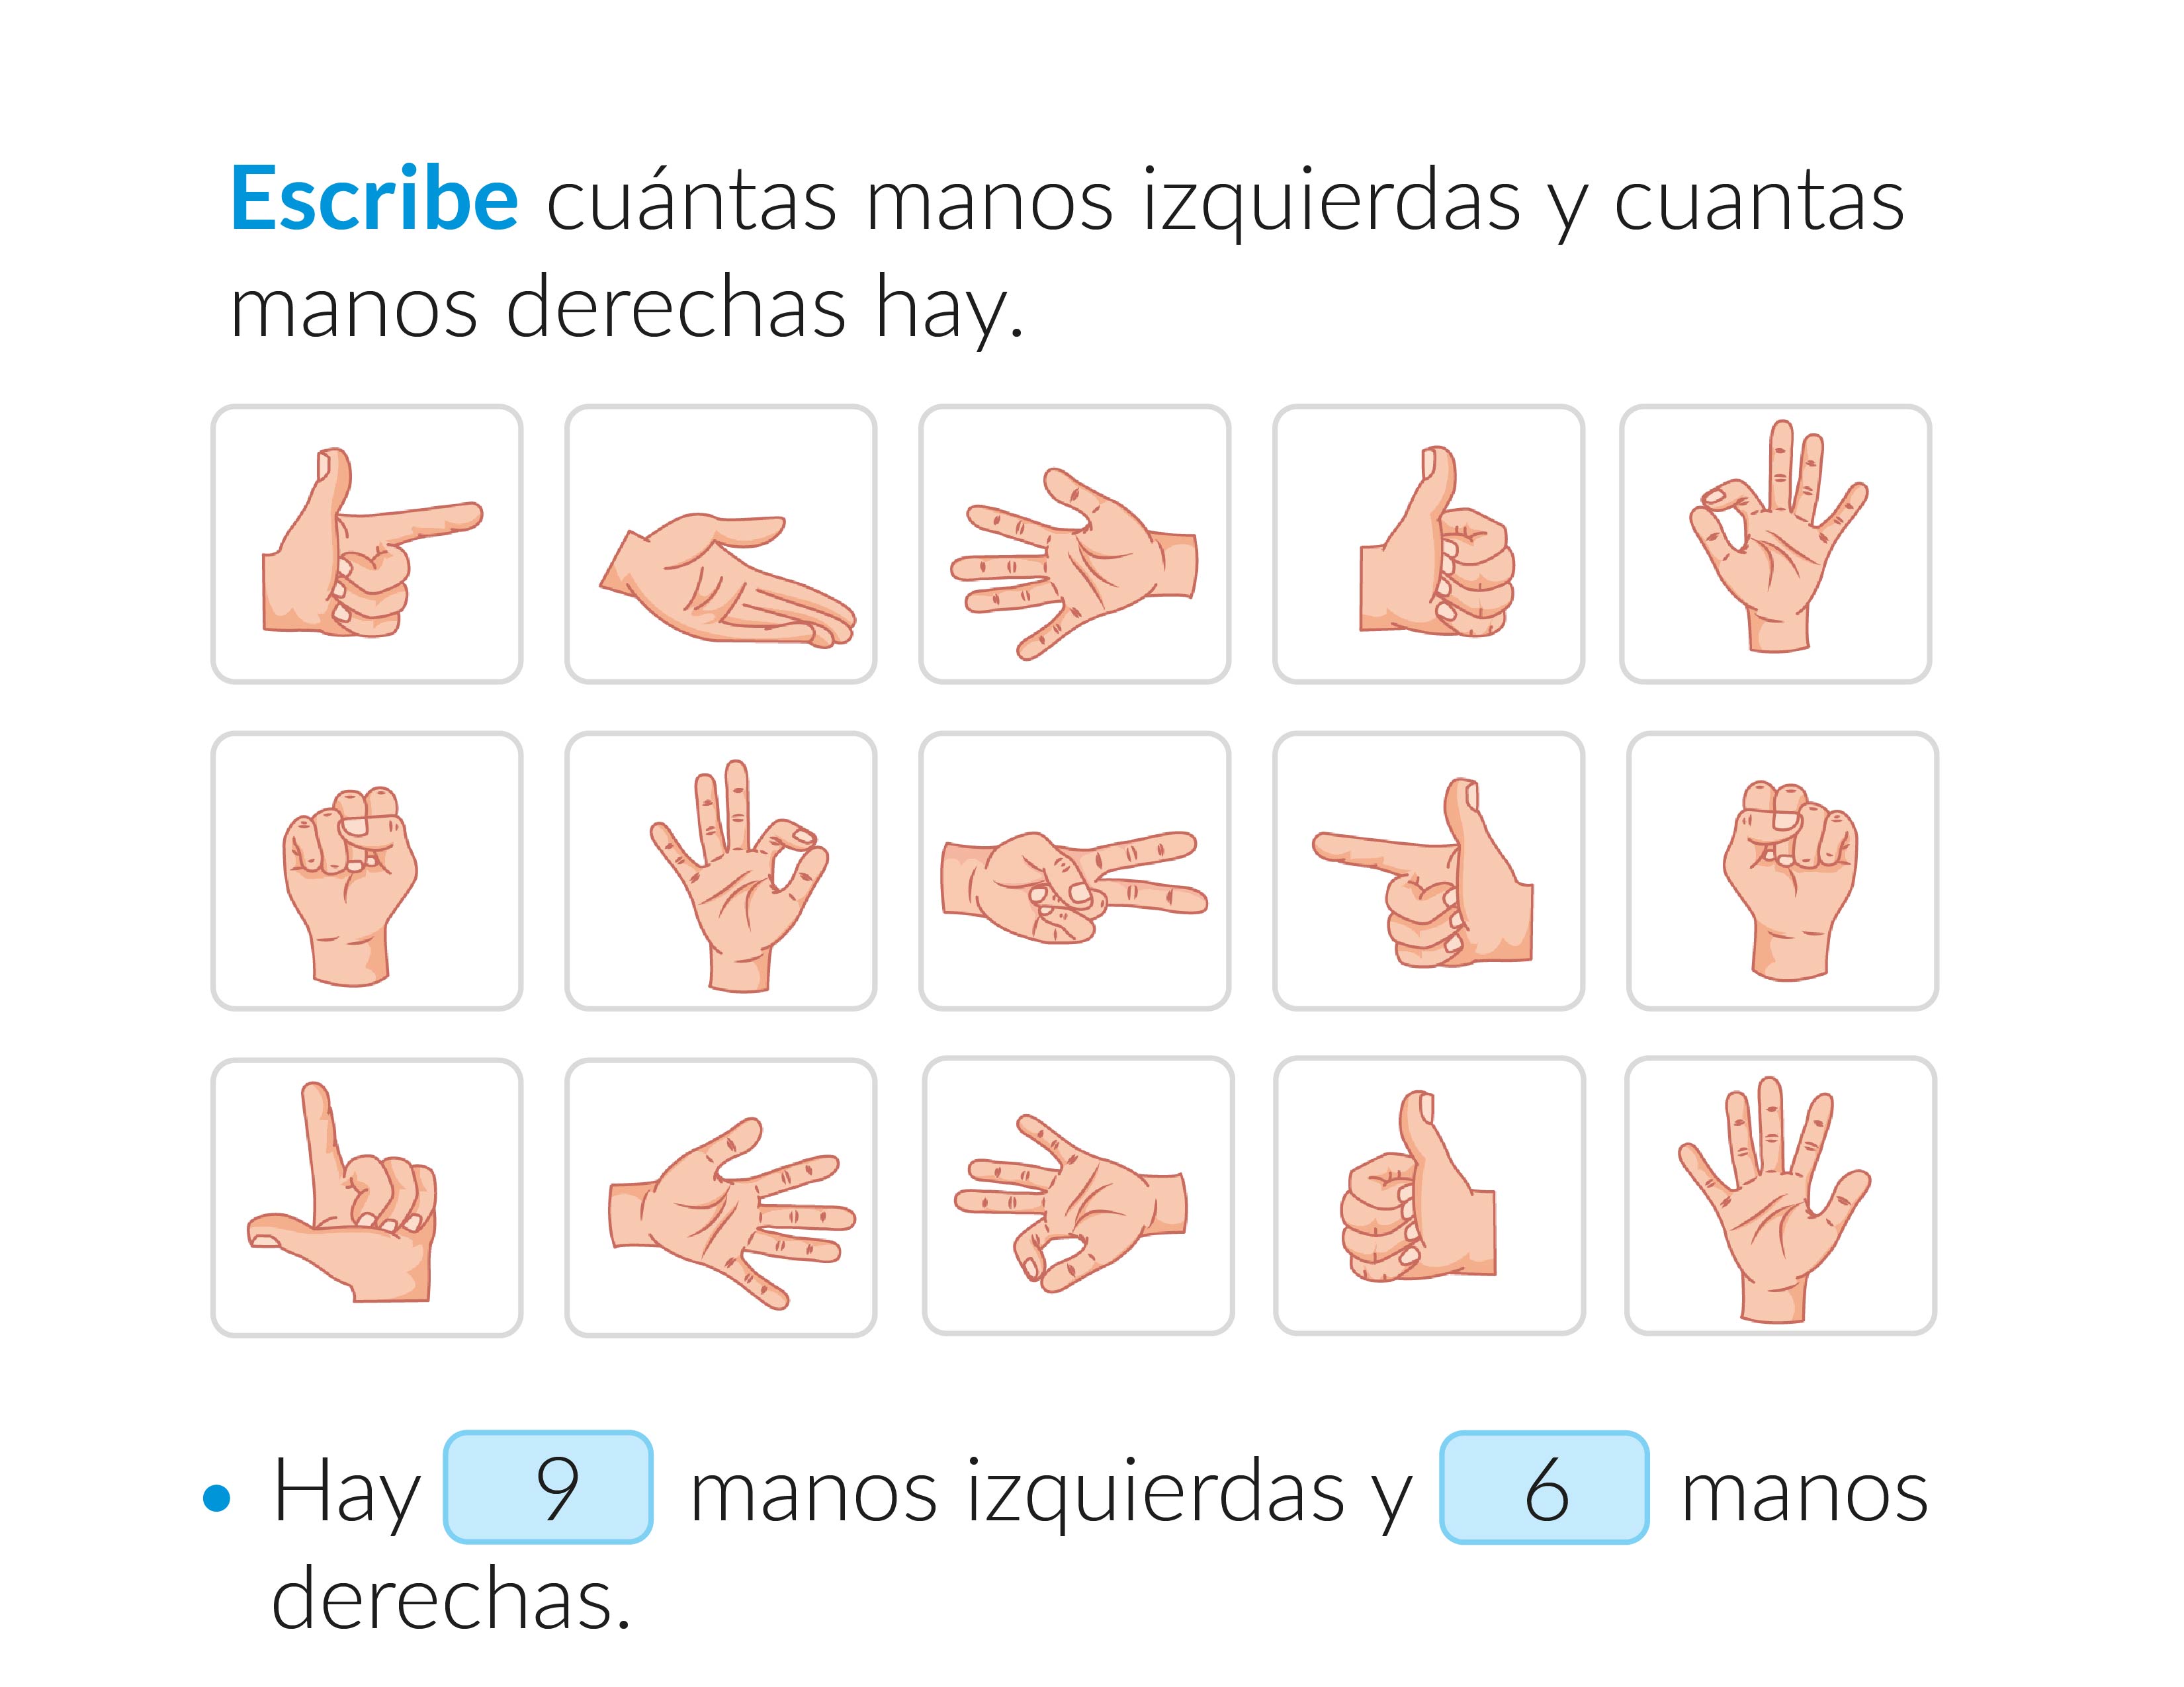 Escribe cuántas manos izquierdas y cuantas
manos derechas hay.
• Hay 9 manos izquierdas y 6 manos
derechas.